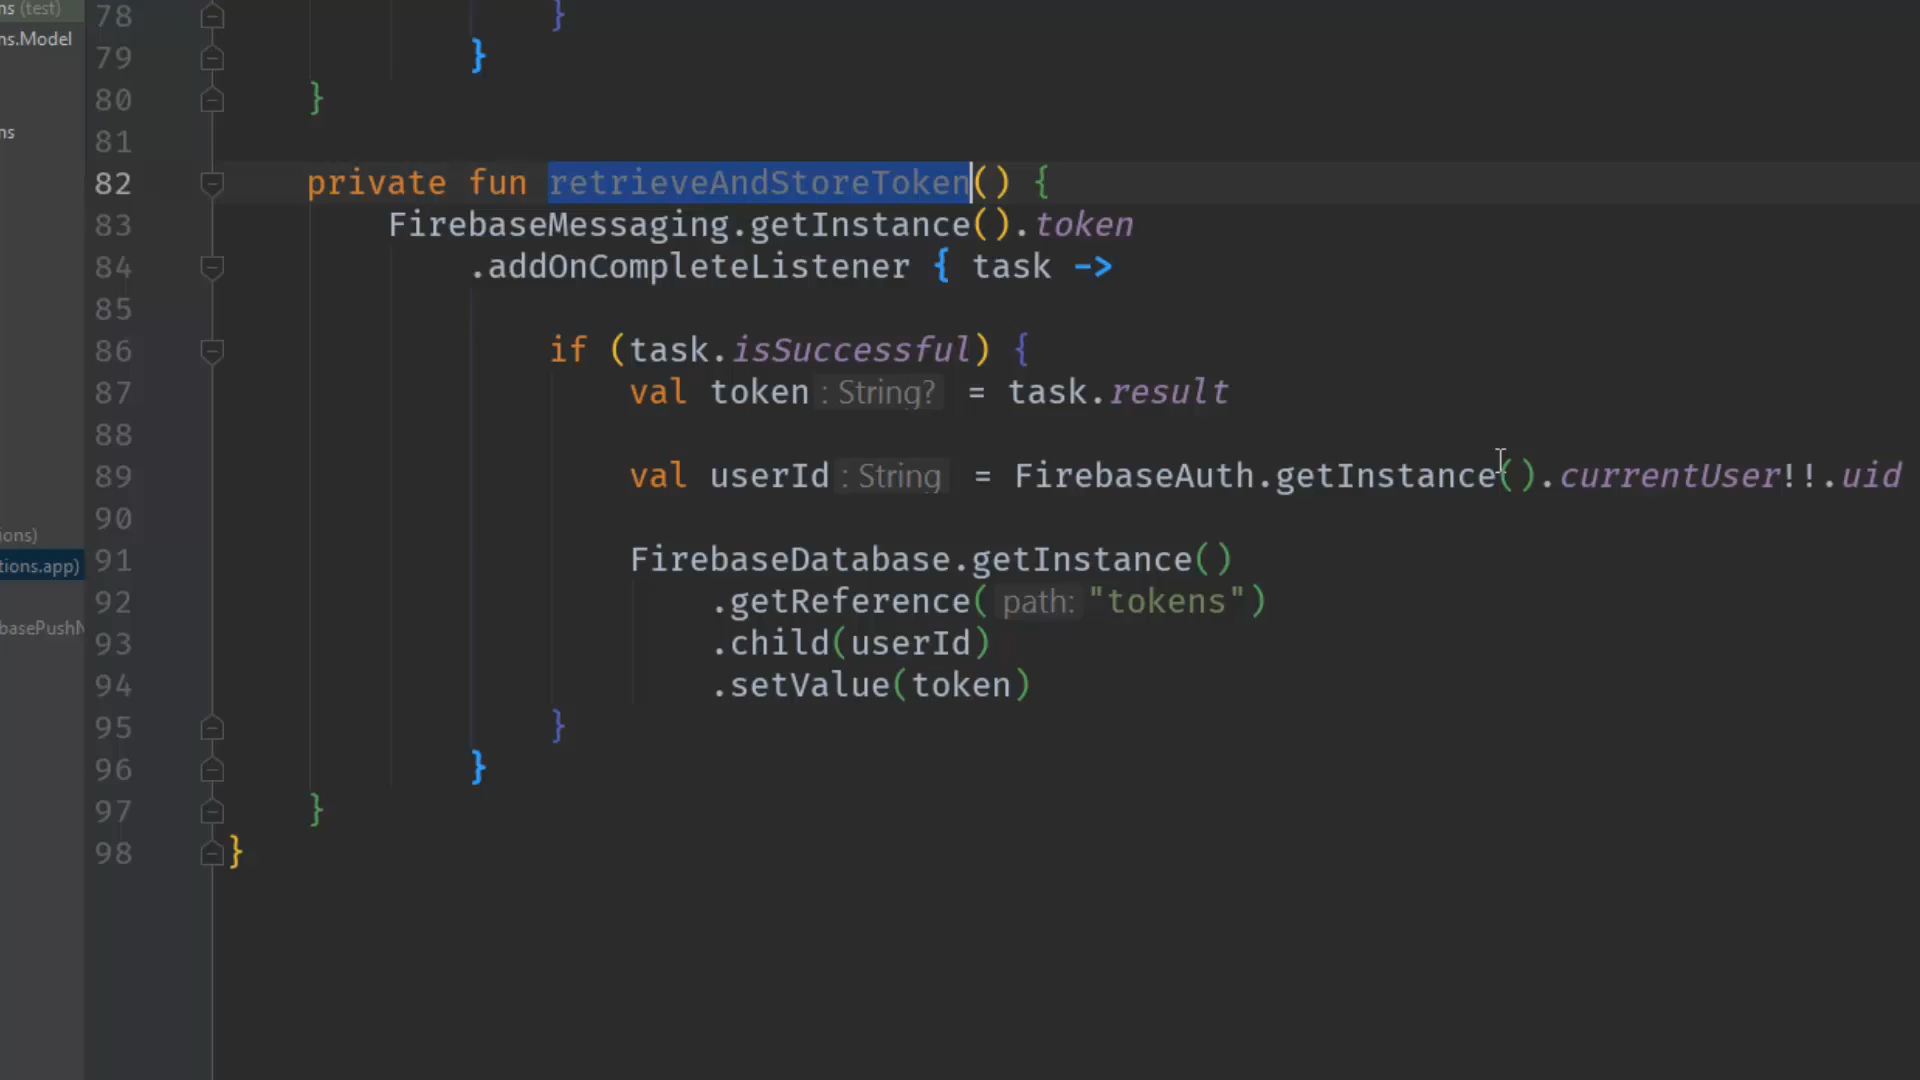 ns (test)
ns.Model
ns
ions)
tions.app)
basePushN
78 }
79 }
80 }
81
82 private fun retrieveAndStoreToken() {
83 FirebaseMessaging.getInstance().token
84 .addOnCompleteListener { task ->
85
86 if (task.isSuccessful) {
87 val token : String? = task.result
88
89 val userId : String = FirebaseAuth.getInstance().currentUser!!.uid
90
91 FirebaseDatabase.getInstance()
92 .getReference( path: "tokens")
93 .child(userId)
94 .setValue(token)
95 }
96 }
97 }
98 }